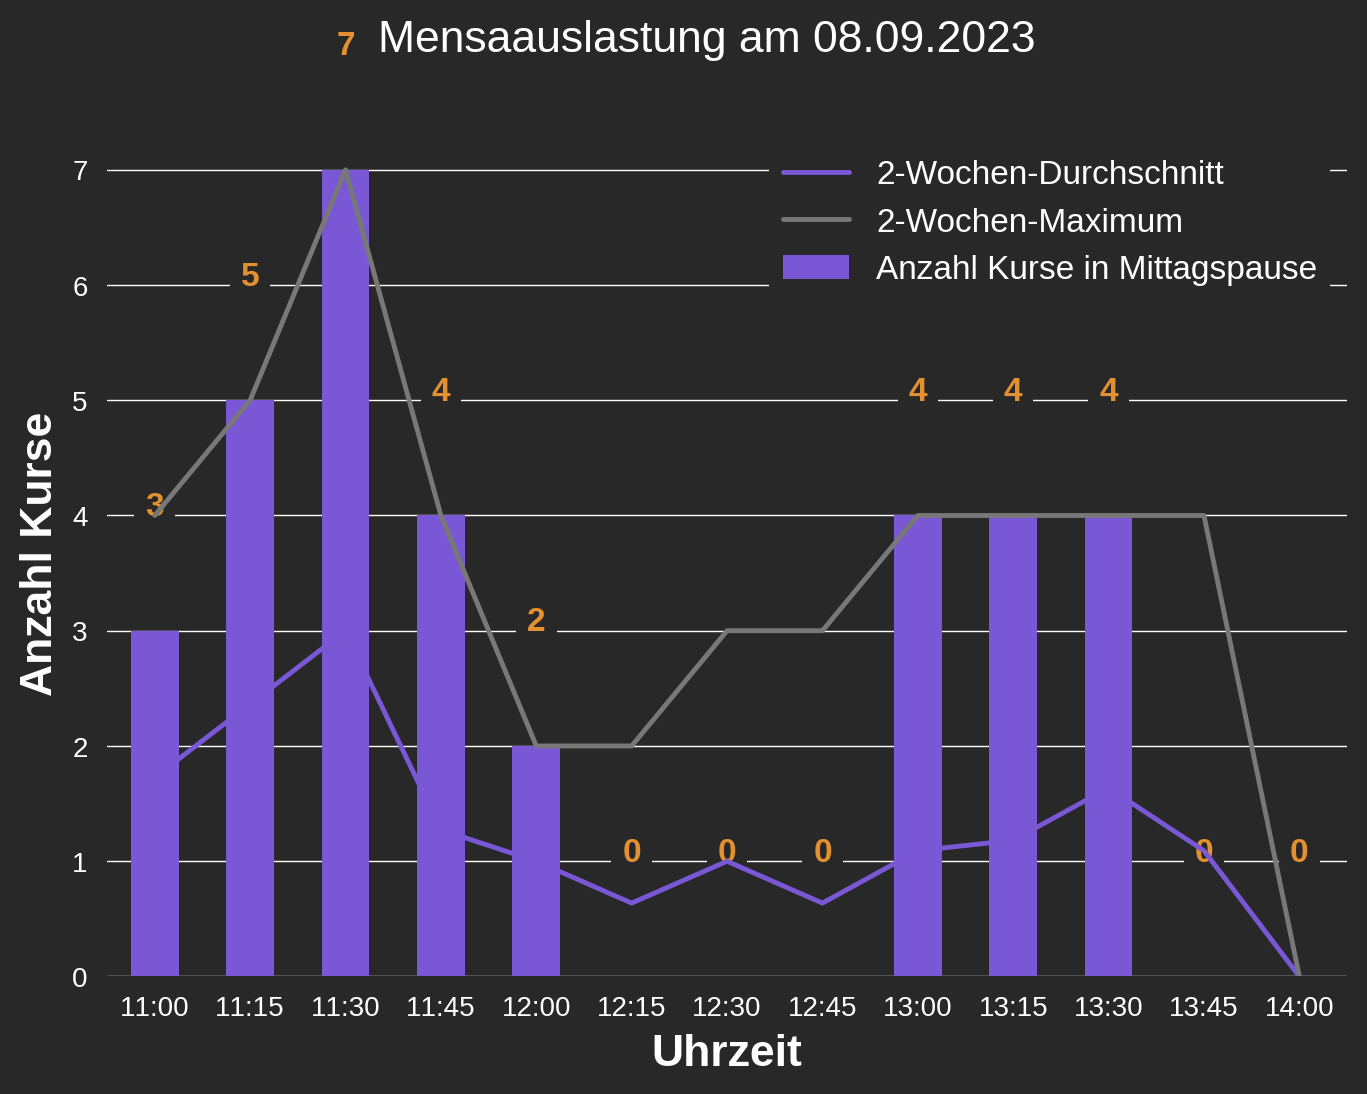 7 Mensaauslastung am 08.09.2023
2-Wochen-Durchschnitt
2-Wochen-Maximum
Anzahl Kurse in Mittagspause
Anzahl Kurse
7
6
5
4
3
2
1
0
3
5
4
2
0
0
0
4
4
4
0
0
11:00 11:15 11:30 11:45 12:00 12:15 12:30 12:45 13:00 13:15 13:30 13:45 14:00
Uhrzeit